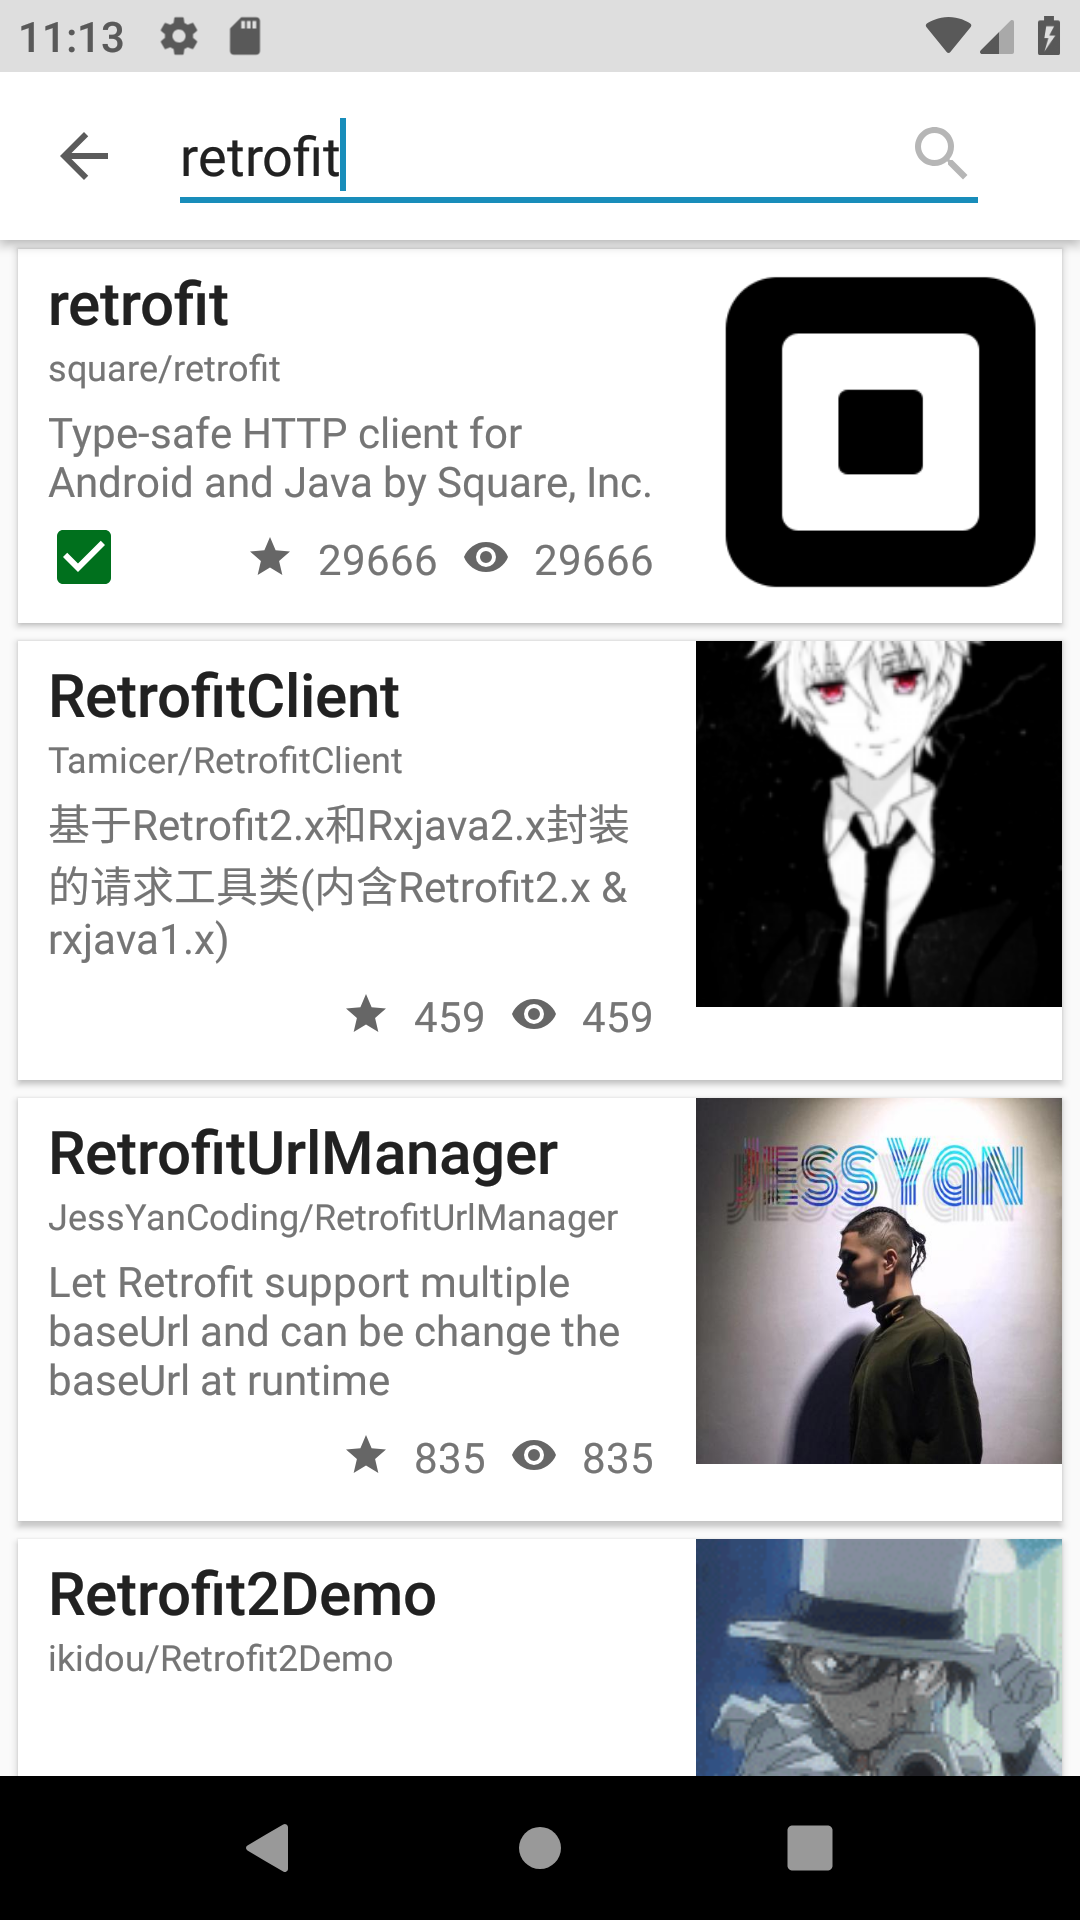 11:13
retrofit
retrofit
square/retrofit
Type-safe HTTP client for
Android and Java by Square, Inc.
29666 29666
RetrofitClient
Tamicer/RetrofitClient
基于Retrofit2.x和Rxjava2.x封装
的请求工具类(内含Retrofit2.x &
rxjava1.x)
459 459
RetrofitUrlManager
JessYanCoding/RetrofitUrlManager
Let Retrofit support multiple
baseUrl and can be change the
baseUrl at runtime
835 835
JESSYaN
Retrofit2Demo
ikidou/Retrofit2Demo